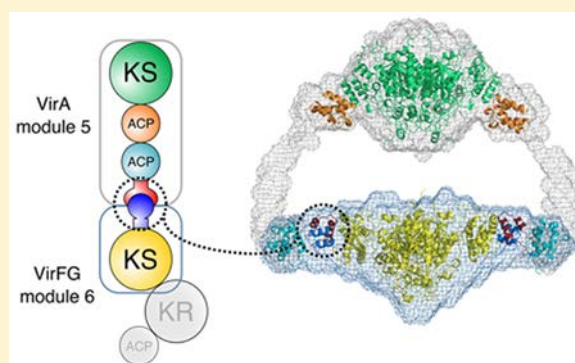 KS
VirA
module 5
ACP
ACP
VirFG
module 6
KS
KR
ACP